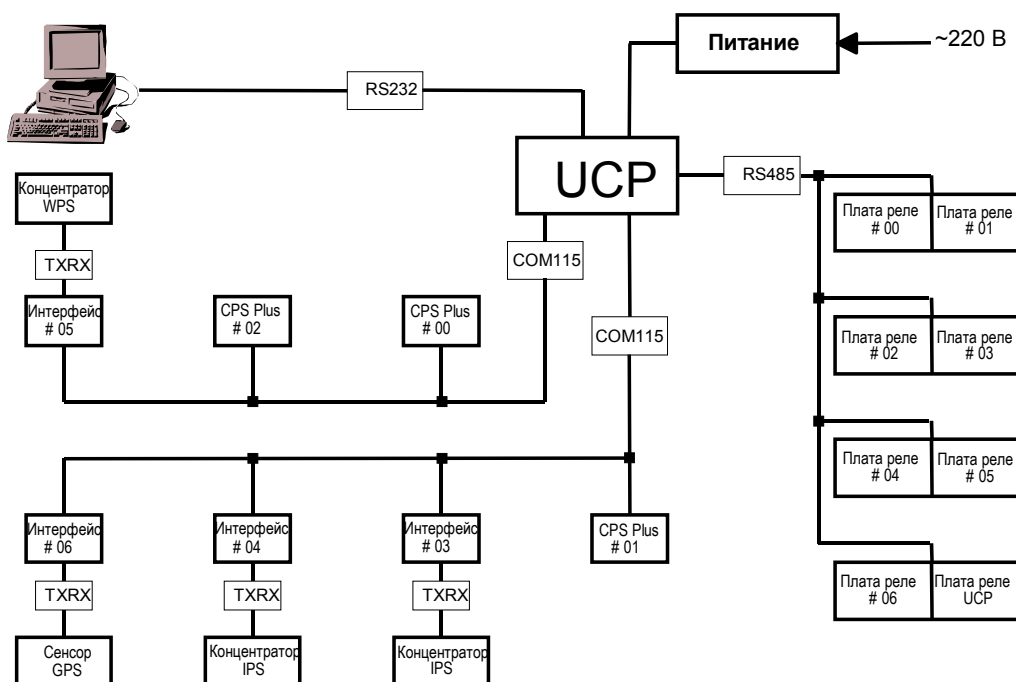 Питание
~220 В
RS232
UCP
RS485
Концентратор
WPS
TXRX
Интерфейс
# 05
CPS Plus
# 02
CPS Plus
# 00
COM115
COM115
Плата реле
# 00
Плата реле
# 01
Плата реле
# 02
Плата реле
# 03
Плата реле
# 04
Плата реле
# 05
Плата реле
# 06
Плата реле
UCP
Интерфейс
# 06
Интерфейс
# 04
Интерфейс
# 03
CPS Plus
# 01
TXRX
TXRX
TXRX
Сенсор
GPS
Концентратор
IPS
Концентратор
IPS